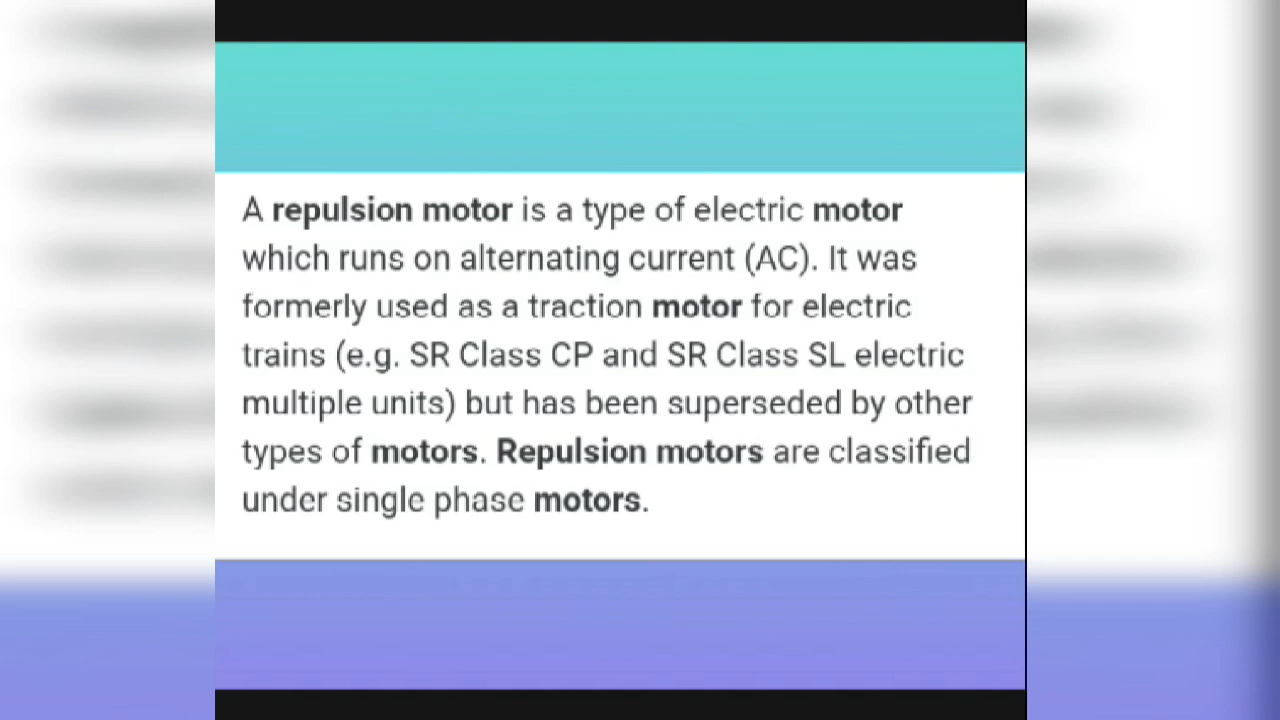 A repulsion motor is a type of electric motor
which runs on alternating current (AC). It was
formerly used as a traction motor for electric
trains (e.g. SR Class CP and SR Class SL electric
multiple units) but has been superseded by other
types of motors. Repulsion motors are classified
under single phase motors.